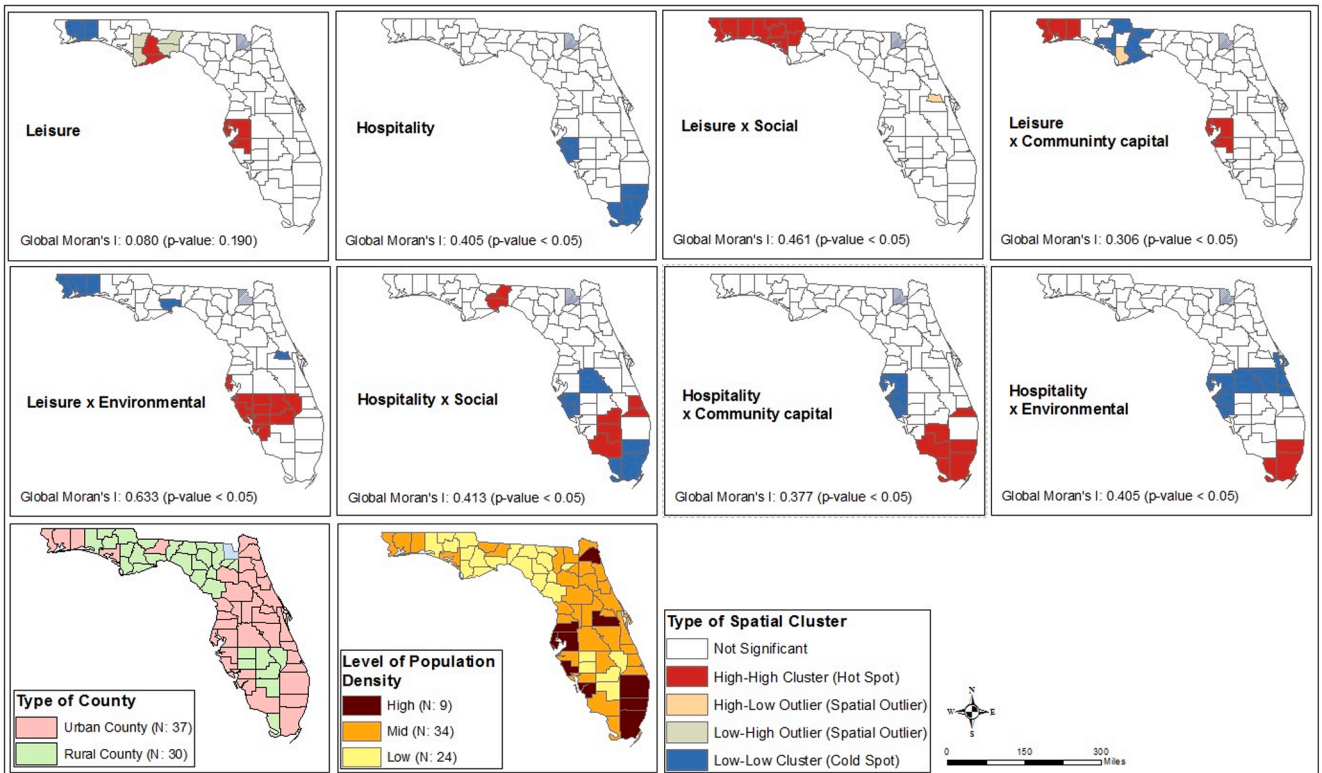 Leisure
Global Moran's I: 0.080 (p-value: 0.190)
Hospitality
Global Moran's I: 0.405 (p-value < 0.05)
Leisure x Social
Global Moran's I: 0.461 (p-value < 0.05)
Leisure
x Communinty capital
Global Moran's I: 0.306 (p-value < 0.05)
Leisure x Environmental
Global Moran's I: 0.633 (p-value < 0.05)
Hospitality x Social
Global Moran's I: 0.413 (p-value < 0.05)
Hospitality
x Community capital
Global Moran's I: 0.377 (p-value < 0.05)
Hospitality
x Environmental
Global Moran's I: 0.405 (p-value < 0.05)
Type of County
Urban County (N: 37)
Rural County (N: 30)
Level of Population
Density
High (N: 9)
Mid (N: 34)
Low (N: 24)
Type of Spatial Cluster
Not Significant
High-High Cluster (Hot Spot)
High-Low Outlier (Spatial Outlier)
Low-High Outlier (Spatial Outlier)
Low-Low Cluster (Cold Spot)
N
W E
S
0 150 300
Miles